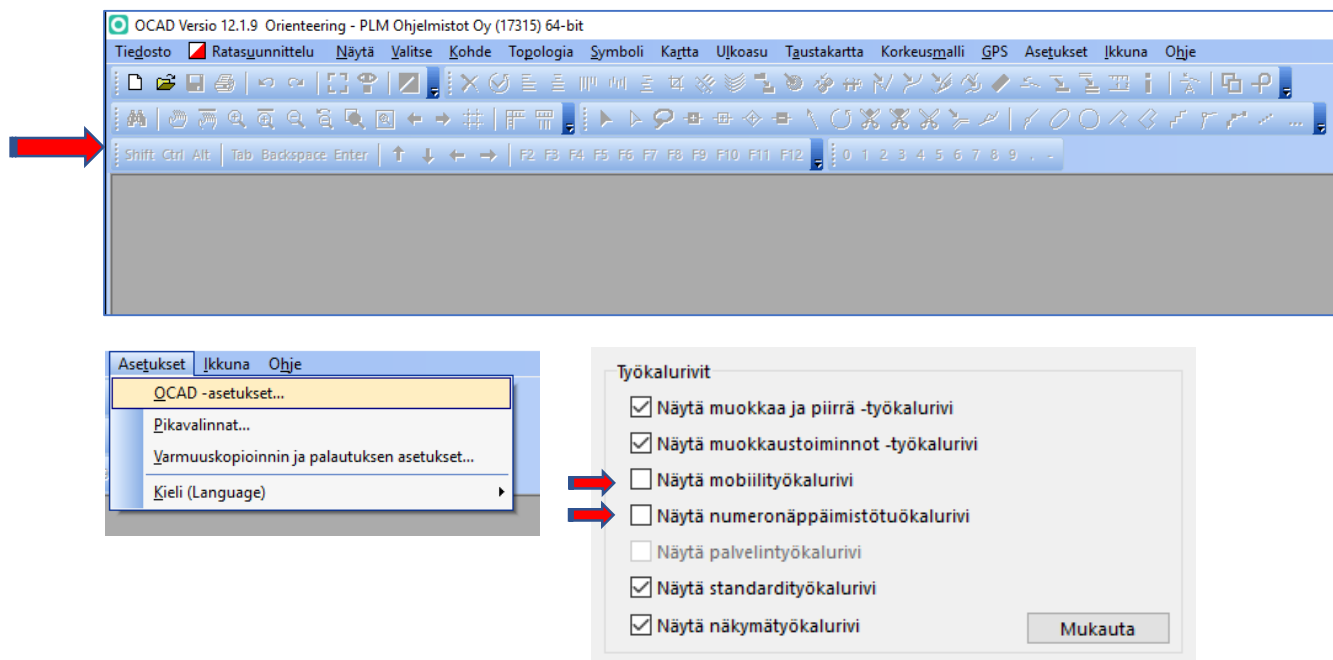 OCAD Versio 12.1.9 Orienteering - PLM Ohjelmistot Oy (17315) 64-bit
Tiedosto Ratasuunnittelu Näytä Valitse Kohde Topologia Symboli Kartta Ulkoasu Taustakartta Korkeusmalli GPS Asetukset Ikkuna Ohje
Shift Ctrl Alt Tab Backspace Enter F2 F3 F4 F5 F6 F7 F8 F9 F10 F11 F12 0 1 2 3 4 5 6 7 8 9 . -
Asetukset Ikkuna Ohje
OCAD -asetukset...
Pikavalinnat...
Varmuuskopioinnin ja palautuksen asetukset...
Kieli (Language)
Työkalurivit
Näytä muokkaa ja piirrä -työkalurivi
Näytä muokkaustoiminnot -työkalurivi
Näytä mobiilityökalurivi
Näytä numeronäppäimistötuökalurivi
Näytä palvelintyökalurivi
Näytä standardityökalurivi
Näytä näkymätyökalurivi
Mukauta